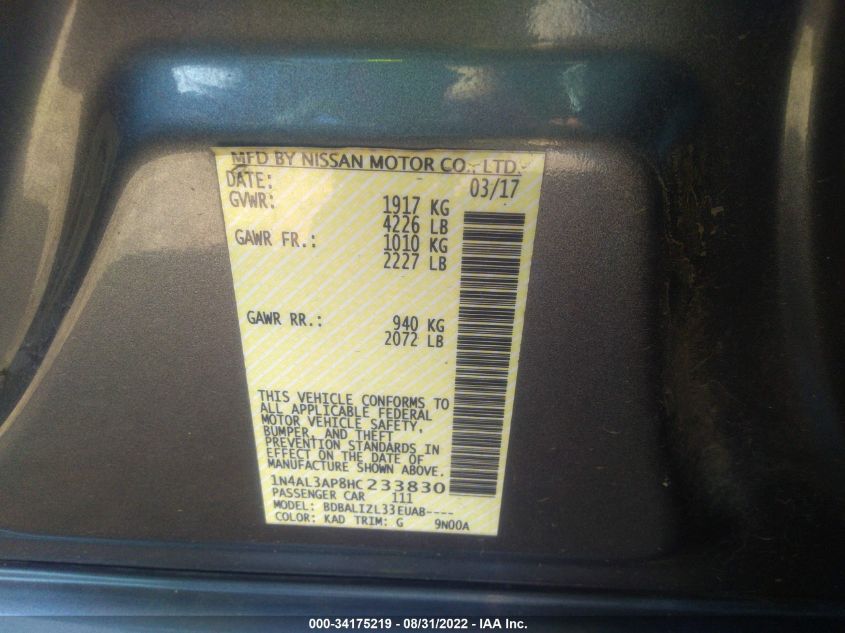 MFD BY NISSAN MOTOR CO., LTD.
DATE: 03/17
GVWR: 1917 KG
4226 LB
GAWR FR.: 1010 KG
2227 LB
GAWR RR.: 940 KG
2072 LB
THIS VEHICLE CONFORMS TO
ALL APPLICABLE FEDERAL
MOTOR VEHICLE SAFETY,
BUMPER, AND THEFT
PREVENTION STANDARDS IN
EFFECT ON THE DATE OF
MANUFACTURE SHOWN ABOVE.
1N4AL3AP8HC233830
PASSENGER CAR 111
MODEL: BDBALIZL33EUAB----
COLOR: KAD TRIM: G 9N00A
000-34175219 - 08/31/2022 - IAA Inc.